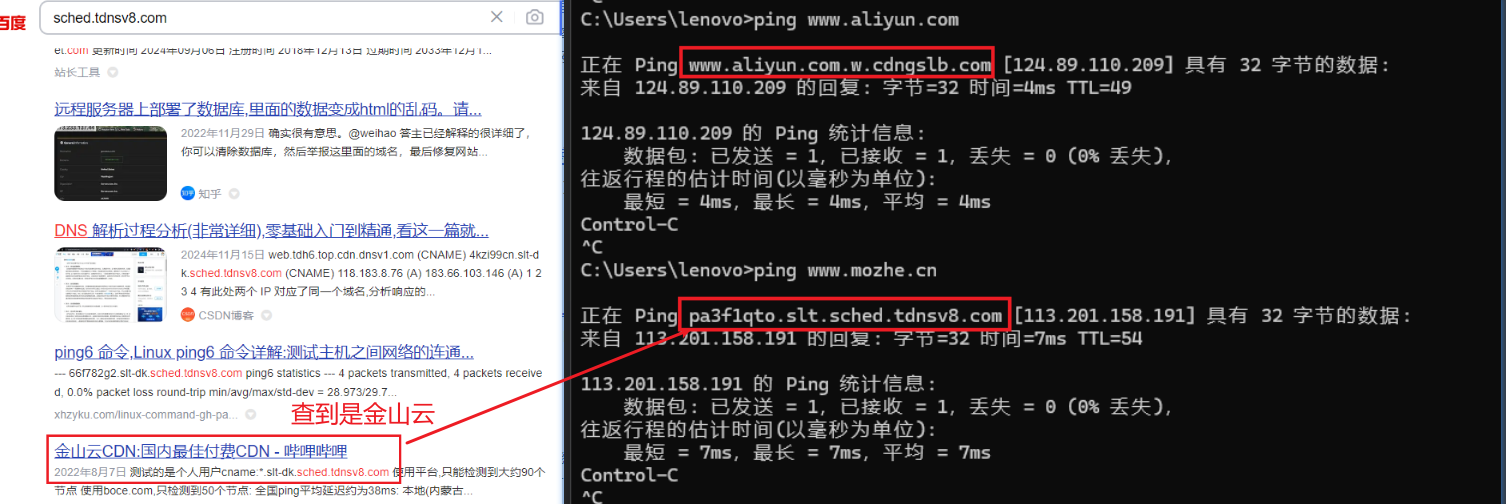 百度
sched.tdnsv8.com
et.com 更新时间 2024年09月06日 注册时间 2018年12月13日 过期时间 2033年12月1...
站长工具
远程服务器上部署了数据库,里面的数据变成html的乱码。请...
2022年11月29日 确实很有意思。@weihao 答主已经解释的很详细了，
你可以清除数据库，然后举报这里面的域名，最后修复网站...
知乎 知乎
DNS 解析过程分析(非常详细),零基础入门到精通,看这一篇就...
2024年11月15日 web.tdh6.top.cdn.dnsv1.com (CNAME) 4kzi99cn.slt-d
k.sched.tdnsv8.com (CNAME) 118.183.8.76 (A) 183.66.103.146 (A) 1 2
3 4 有此处两个 IP 对应了同一个域名,分析响应的...
CSDN博客
ping6 命令,Linux ping6 命令详解:测试主机之间网络的连通...
--- 66f782g2.slt-dk.sched.tdnsv8.com ping6 statistics --- 4 packets transmitted, 4 packets receive
d, 0.0% packet loss round-trip min/avg/max/std-dev = 28.973/29.7...
xhzyku.com/linux-command-gh-pa...
查到是金山云
金山云CDN:国内最佳付费CDN - 哔哩哔哩
2022年8月7日 测试的是个人用户cname:*.slt-dk.sched.tdnsv8.com 使用平台,只能检测到大约90个
节点 使用boce.com,只检测到50个节点: 全国ping平均延迟约为38ms: 本地(内蒙古...
C:\Users\lenovo>ping www.aliyun.com
正在 Ping www.aliyun.com.w.cdngslb.com [124.89.110.209] 具有 32 字节的数据:
来自 124.89.110.209 的回复: 字节=32 时间=4ms TTL=49
124.89.110.209 的 Ping 统计信息:
数据包: 已发送 = 1，已接收 = 1，丢失 = 0 (0% 丢失)，
往返行程的估计时间(以毫秒为单位):
最短 = 4ms，最长 = 4ms，平均 = 4ms
Control-C
^C
C:\Users\lenovo>ping www.mozhe.cn
正在 Ping pa3f1qto.slt.sched.tdnsv8.com [113.201.158.191] 具有 32 字节的数据:
来自 113.201.158.191 的回复: 字节=32 时间=7ms TTL=54
113.201.158.191 的 Ping 统计信息:
数据包: 已发送 = 1，已接收 = 1，丢失 = 0 (0% 丢失)，
往返行程的估计时间(以毫秒为单位):
最短 = 7ms，最长 = 7ms，平均 = 7ms
Control-C
^C